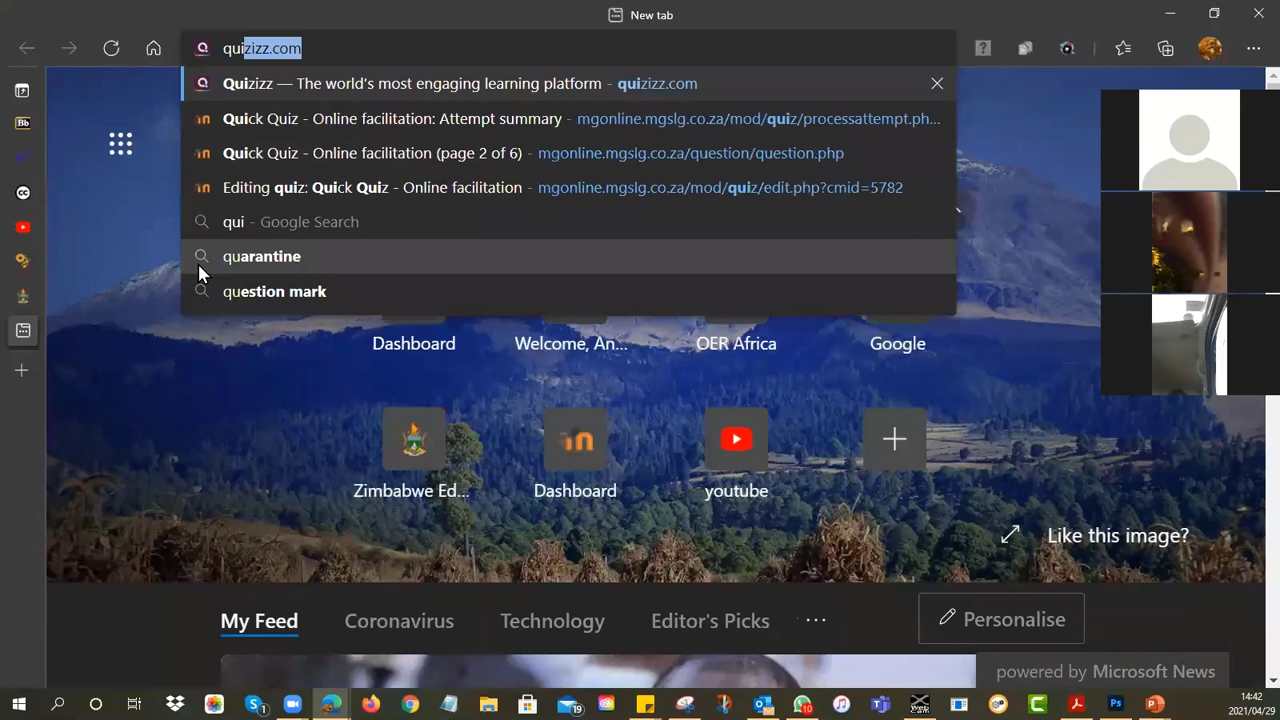 New tab
quizizz.com
Quizizz — The world's most engaging learning platform - quizizz.com
Quick Quiz - Online facilitation: Attempt summary - mgonline.mgslg.co.za/mod/quiz/processattempt.ph...
Quick Quiz - Online facilitation (page 2 of 6) - mgonline.mgslg.co.za/question/question.php
Editing quiz: Quick Quiz - Online facilitation - mgonline.mgslg.co.za/mod/quiz/edit.php?cmid=5782
qui - Google Search
quarantine
question mark
Bb
cc
Dashboard Welcome, An... OER Africa Google
Zimbabwe Ed... Dashboard youtube
Like this image?
My Feed Coronavirus Technology Editor's Picks ... Personalise
powered by Microsoft News
14:42
2021/04/29